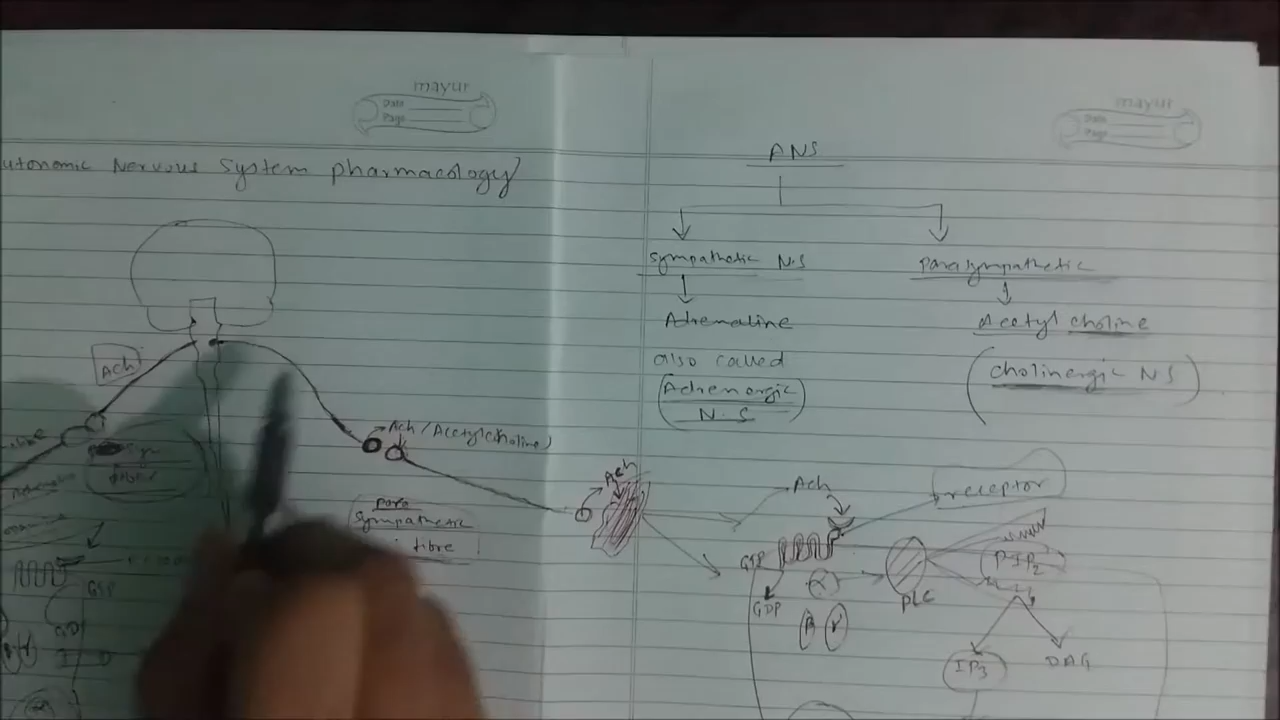 mayur
Date
Page
utonomic Nervous System pharmacology
Ach
Ach (Acetylcholine)
Ach
para
sympathetic
fibre
GTP
mayur
Date
Page
ANS
sympathetic N.S
parasympathetic
Adrenaline
Acetyl choline
also called
Adrenergic
N.S
(cholinergic NS)
Ach
receptor
GTP
GDP
α
β γ
PLC
PIP2
IP3
DAG